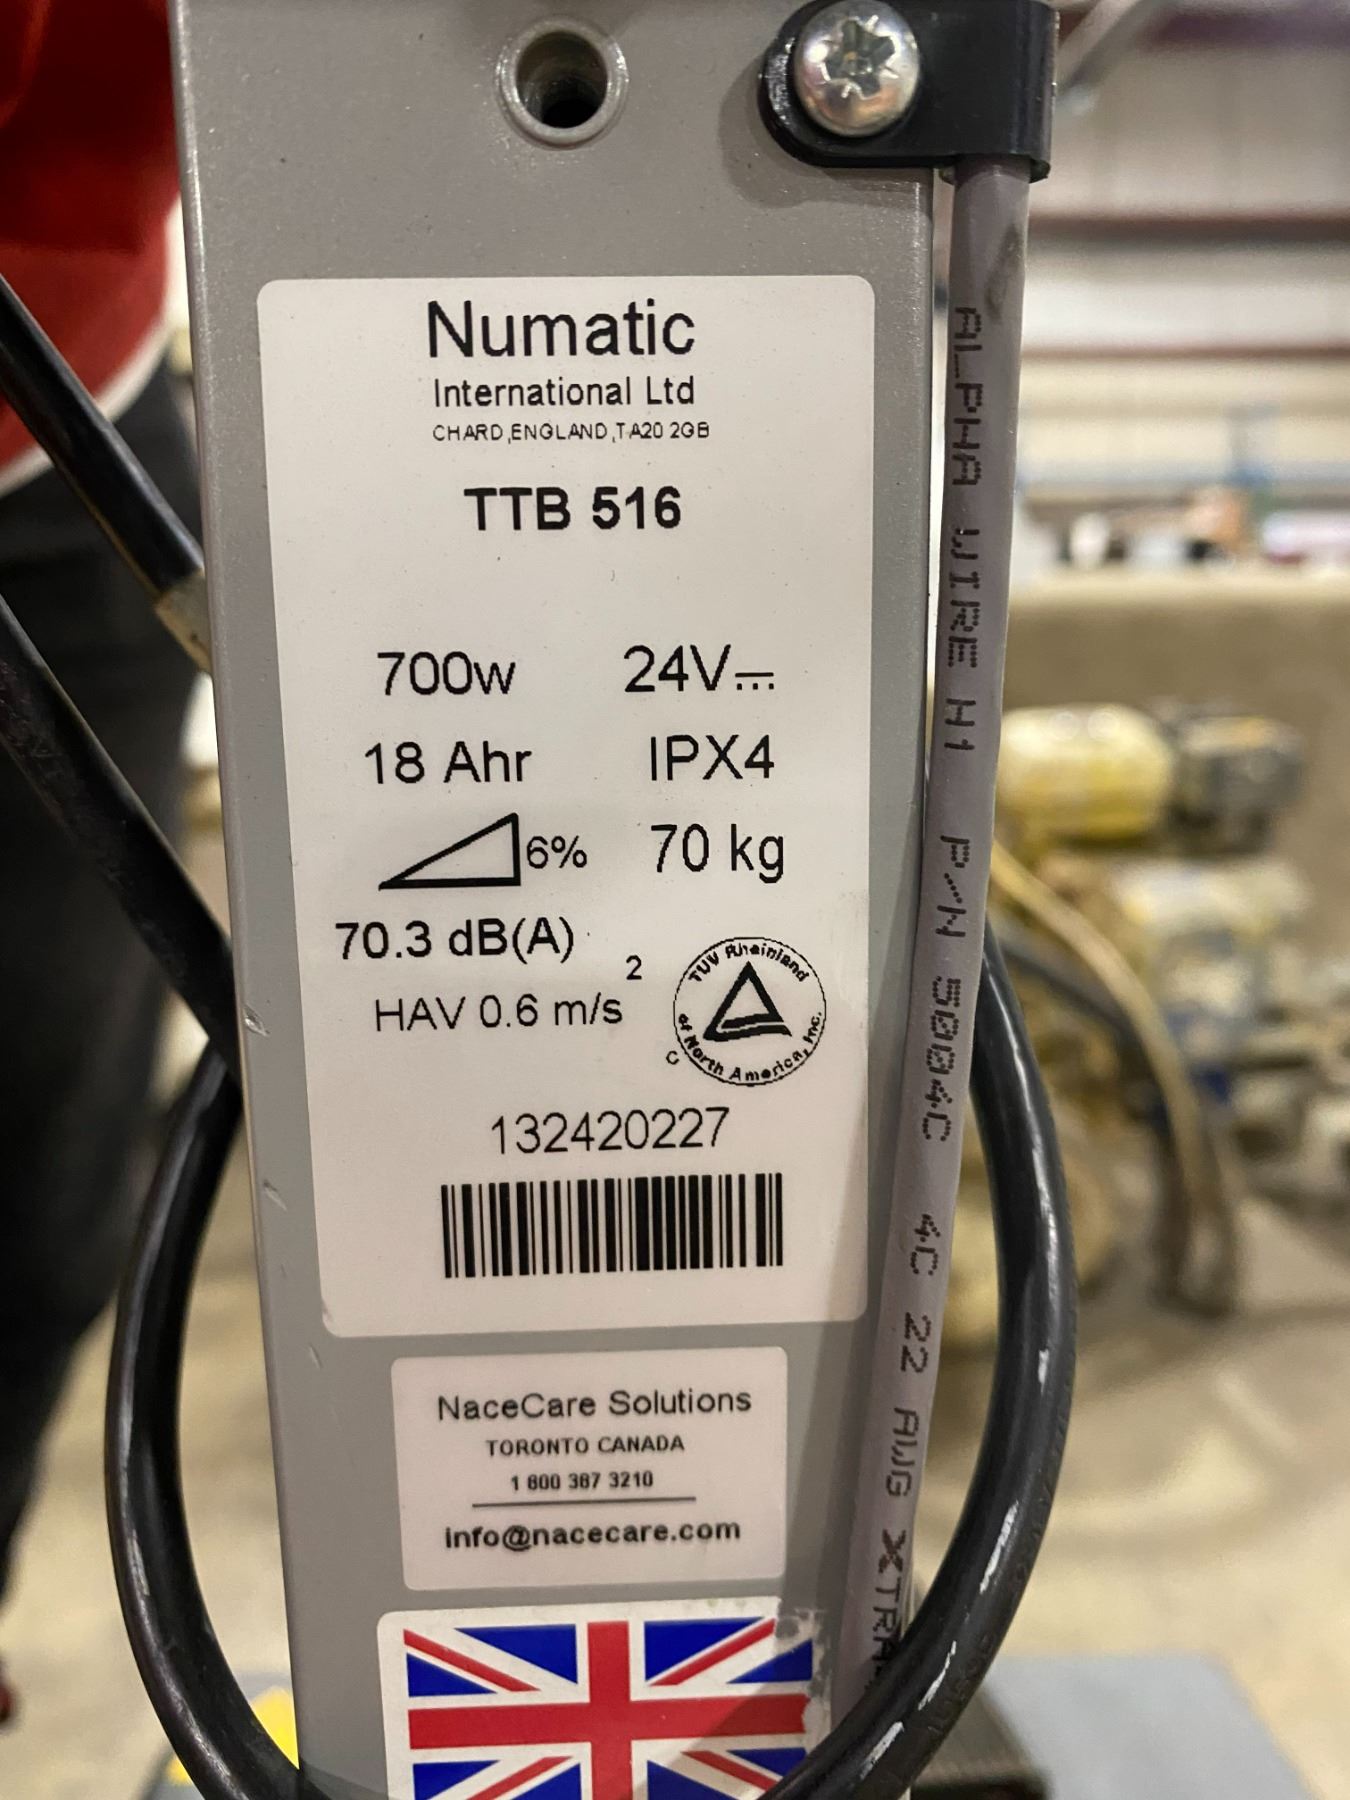 Numatic
International Ltd
CHARD,ENGLAND,TA20 2GB
TTB 516
700w 24V
18 Ahr IPX4
6% 70 kg
70.3 dB(A)
HAV 0.6 m/s²
TUV Rheinland
of North America, Inc.
C
132420227
NaceCare Solutions
TORONTO CANADA
1 800 387 3210
info@nacecare.com
ALPHA WIRE H1 P/N 5004C 4C 22 AWG XTRA